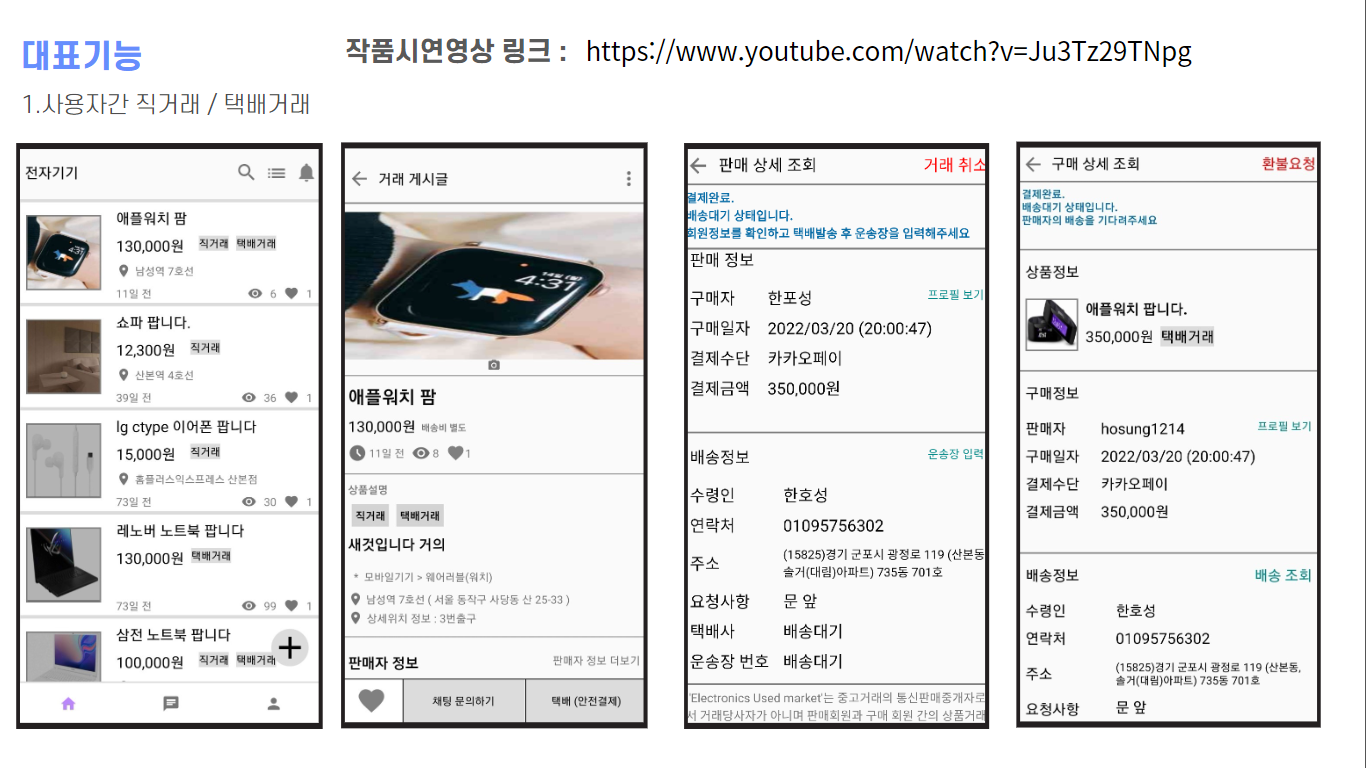 대표기능
작품시연영상 링크 : https://www.youtube.com/watch?v=Ju3Tz29TNpg
1.사용자간 직거래 / 택배거래
전자기기
애플워치 팜
130,000원 직거래 택배거래
남성역 7호선
11일 전 6 1
쇼파 팝니다.
12,300원 직거래
산본역 4호선
39일 전 36 1
lg ctype 이어폰 팝니다
15,000원 직거래
홈플러스익스프레스 산본점
73일 전 30 1
레노버 노트북 팝니다
130,000원 택배거래
73일 전 99 1
삼전 노트북 팝니다
100,000원 직거래 택배거래
거래 게시글
14일 (월)
4:31
애플워치 팜
130,000원 배송비 별도
11일 전 8 1
상품설명
직거래 택배거래
새것입니다 거의
* 모바일기기 > 웨어러블(워치)
남성역 7호선 ( 서울 동작구 사당동 산 25-33 )
상세위치 정보 : 3번출구
판매자 정보 판매자 정보 더보기
채팅 문의하기 택배 (안전결제)
판매 상세 조회 거래 취소
결제완료.
배송대기 상태입니다.
회원정보를 확인하고 택배발송 후 운송장을 입력해주세요
판매 정보
구매자 한포성 프로필 보기
구매일자 2022/03/20 (20:00:47)
결제수단 카카오페이
결제금액 350,000원
배송정보 운송장 입력
수령인 한호성
연락처 01095756302
주소 (15825)경기 군포시 광정로 119 (산본동
솔거(대림)아파트) 735동 701호
요청사항 문 앞
택배사 배송대기
운송장 번호 배송대기
'Electronics Used market'는 중고거래의 통신판매중개자로
서 거래당사자가 아니며 판매회원과 구매 회원 간의 상품거래
구매 상세 조회 환불요청
결제완료.
배송대기 상태입니다.
판매자의 배송을 기다려주세요
상품정보
애플워치 팝니다.
350,000원 택배거래
구매정보
판매자 hosung1214 프로필 보기
구매일자 2022/03/20 (20:00:47)
결제수단 카카오페이
결제금액 350,000원
배송정보 배송 조회
수령인 한호성
연락처 01095756302
주소 (15825)경기 군포시 광정로 119 (산본동,
솔거(대림)아파트) 735동 701호
요청사항 문 앞